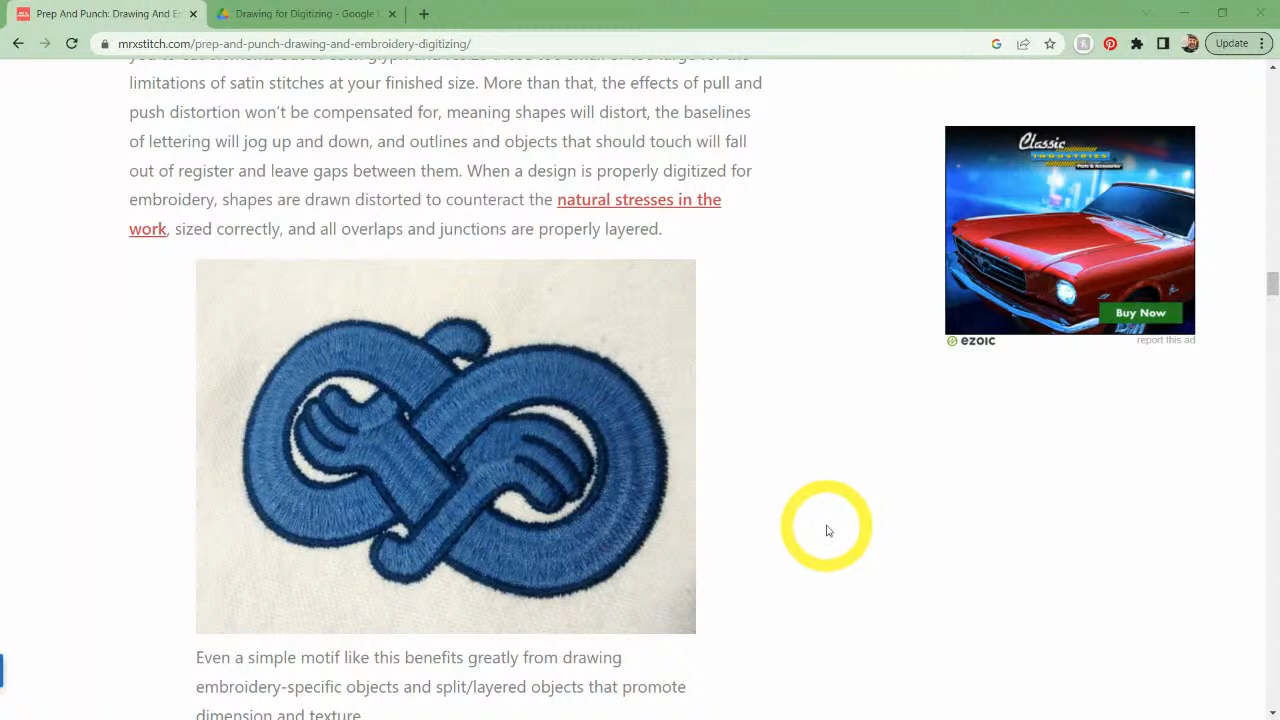 Prep And Punch: Drawing And E
Drawing for Digitizing - Google
mrxstitch.com/prep-and-punch-drawing-and-embroidery-digitizing/
Update
limitations of satin stitches at your finished size. More than that, the effects of pull and
push distortion won't be compensated for, meaning shapes will distort, the baselines
of lettering will jog up and down, and outlines and objects that should touch will fall
out of register and leave gaps between them. When a design is properly digitized for
embroidery, shapes are drawn distorted to counteract the natural stresses in the
work, sized correctly, and all overlaps and junctions are properly layered.
Classic
INDUSTRIES
Parts & Accessories
Buy Now
ezoic
report this ad
Even a simple motif like this benefits greatly from drawing
embroidery-specific objects and split/layered objects that promote
dimension and texture.